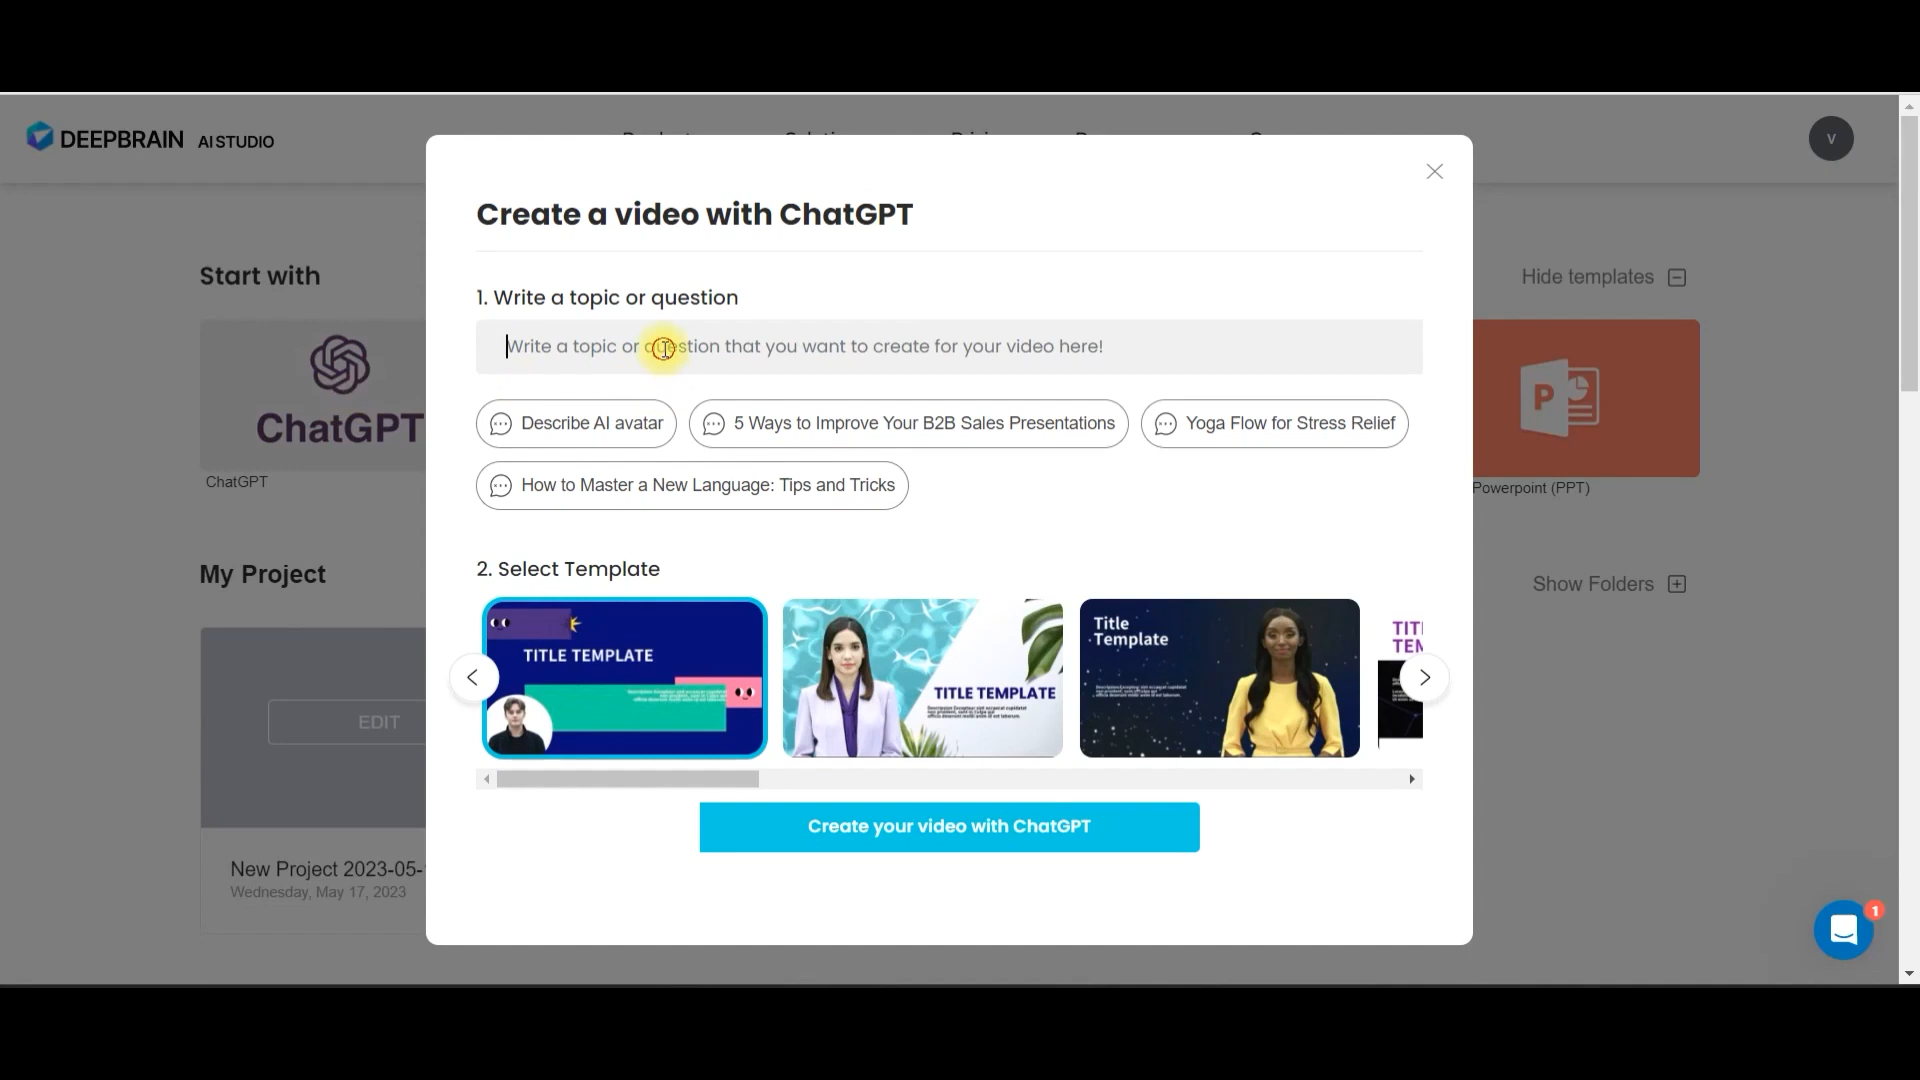 DEEPBRAIN AI STUDIO
V
Create a video with ChatGPT
Start with
Hide templates
1. Write a topic or question
Write a topic or question that you want to create for your video here!
ChatGPT
P
Describe AI avatar
5 Ways to Improve Your B2B Sales Presentations
Yoga Flow for Stress Relief
ChatGPT
Powerpoint (PPT)
How to Master a New Language: Tips and Tricks
My Project
2. Select Template
Show Folders
TITLE TEMPLATE
TITLE TEMPLATE
Title
Template
EDIT
Create your video with ChatGPT
New Project 2023-05-
Wednesday, May 17, 2023
1